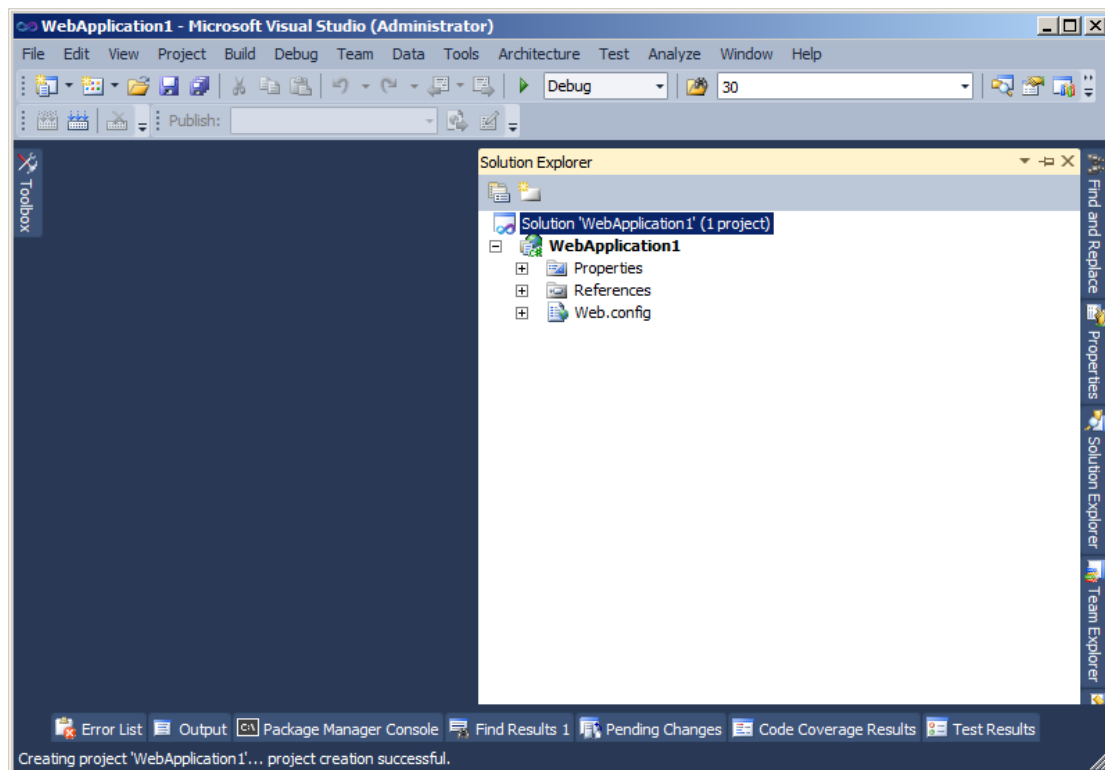 WebApplication1 - Microsoft Visual Studio (Administrator)
File Edit View Project Build Debug Team Data Tools Architecture Test Analyze Window Help
Debug 30
Publish:
Toolbox
Solution Explorer
Solution 'WebApplication1' (1 project)
WebApplication1
Properties
References
Web.config
Find and Replace
Properties
Solution Explorer
Team Explorer
Error List Output Package Manager Console Find Results 1 Pending Changes Code Coverage Results Test Results
Creating project 'WebApplication1'... project creation successful.